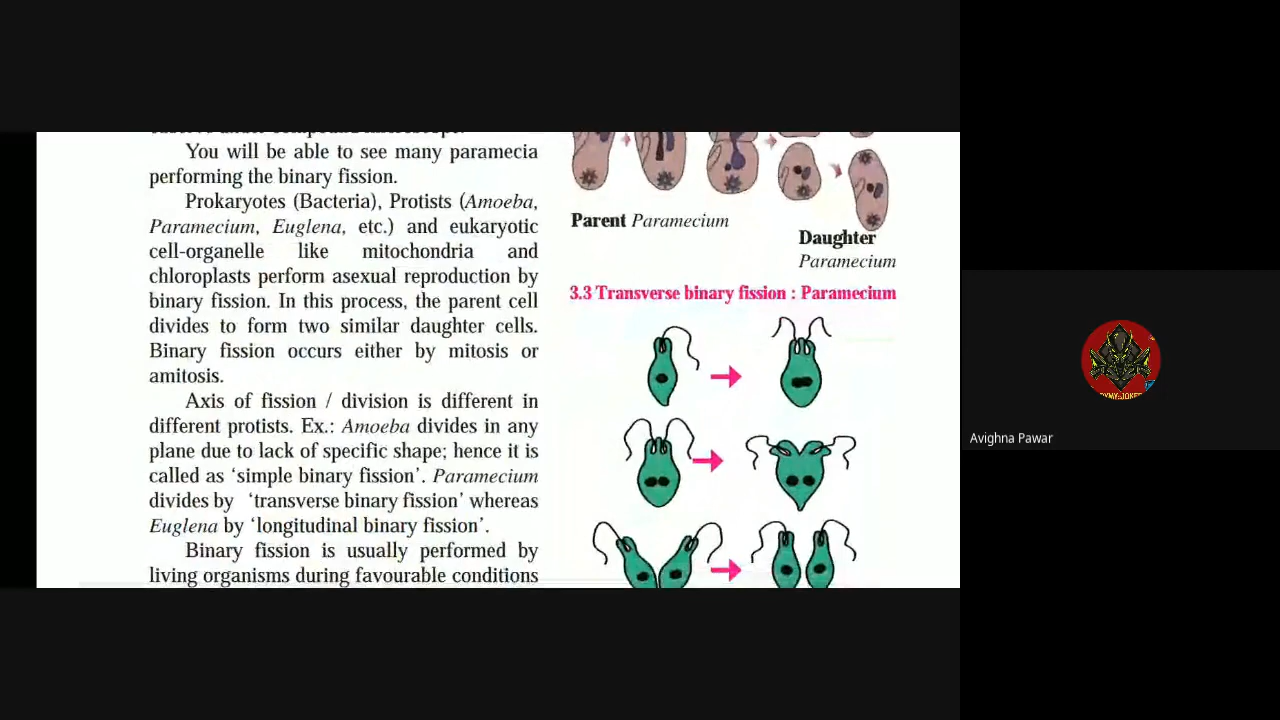 You will be able to see many paramecia
performing the binary fission.
Prokaryotes (Bacteria), Protists (Amoeba,
Paramecium, Euglena, etc.) and eukaryotic
cell-organelle like mitochondria and
chloroplasts perform asexual reproduction by
binary fission. In this process, the parent cell
divides to form two similar daughter cells.
Binary fission occurs either by mitosis or
amitosis.
Axis of fission / division is different in
different protists. Ex.: Amoeba divides in any
plane due to lack of specific shape; hence it is
called as ‘simple binary fission’. Paramecium
divides by ‘transverse binary fission’ whereas
Euglena by ‘longitudinal binary fission’.
Binary fission is usually performed by
living organisms during favourable conditions
Parent Paramecium
Daughter
Paramecium
3.3 Transverse binary fission : Paramecium
Avighna Pawar